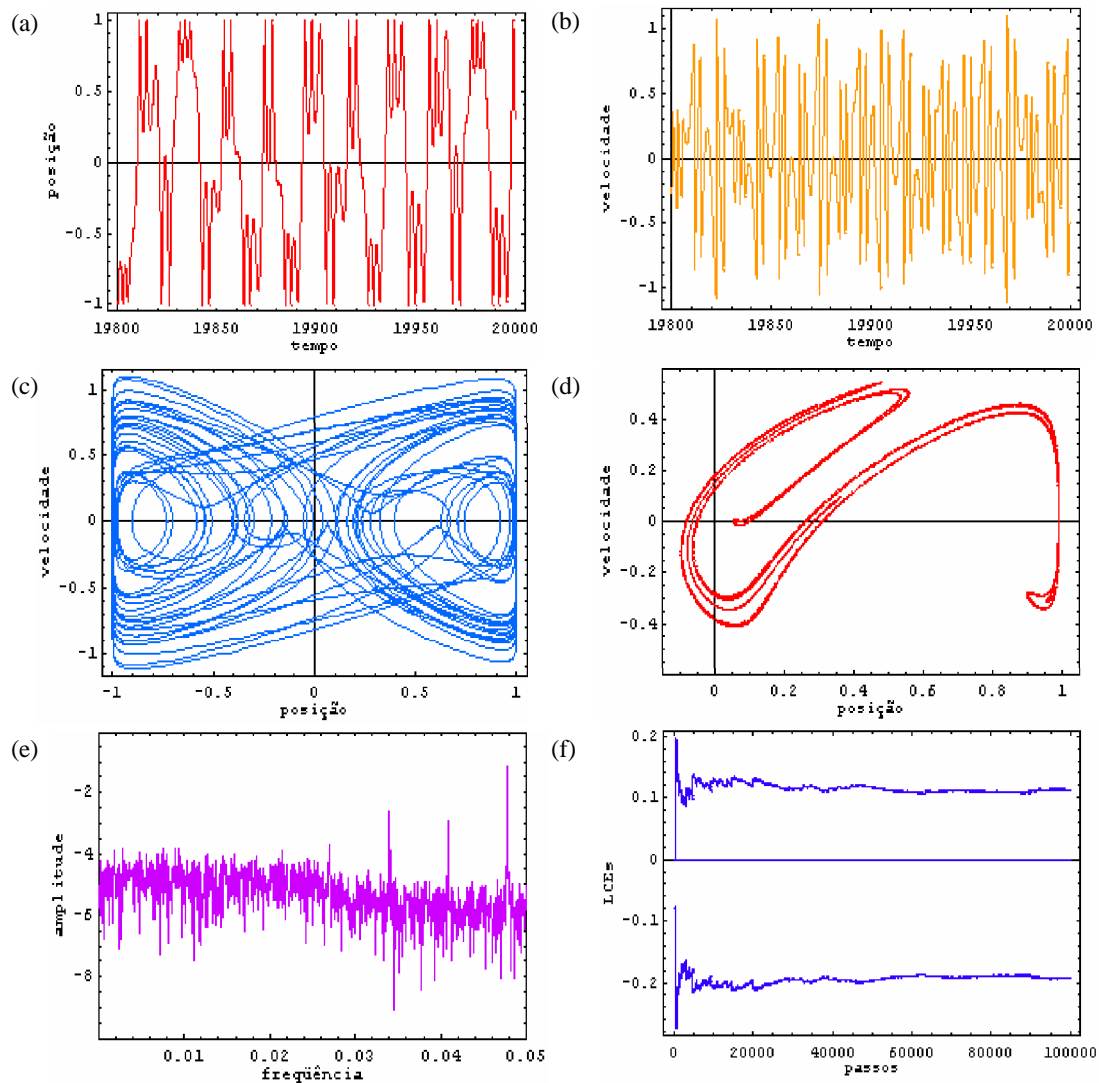 (a)
posição
1
0.5
0
-0.5
-1
19800 19850 19900 19950 20000
tempo
(b)
velocidade
1
0.5
0
-0.5
-1
19800 19850 19900 19950 20000
tempo
(c)
velocidade
1
0.5
0
-0.5
-1
-1 -0.5 0 0.5 1
posição
(d)
velocidade
0.4
0.2
0
-0.2
-0.4
0 0.2 0.4 0.6 0.8 1
posição
(e)
amplitude
-2
-4
-6
-8
0.01 0.02 0.03 0.04 0.05
freqüência
(f)
LCEs
0.2
0.1
0
-0.1
-0.2
0 20000 40000 60000 80000 100000
passos